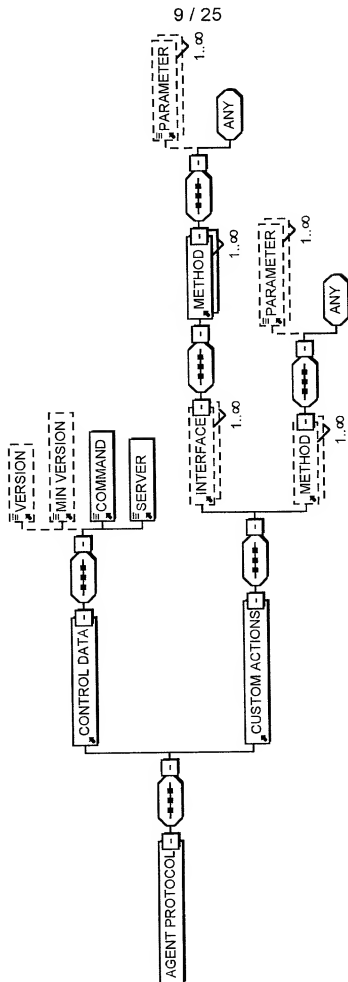 9 / 25
AGENT PROTOCOL
CONTROL DATA
VERSION
MIN VERSION
COMMAND
SERVER
CUSTOM ACTIONS
INTERFACE
1..∞
METHOD
1..∞
PARAMETER
1..∞
ANY
METHOD
1..∞
PARAMETER
1..∞
ANY